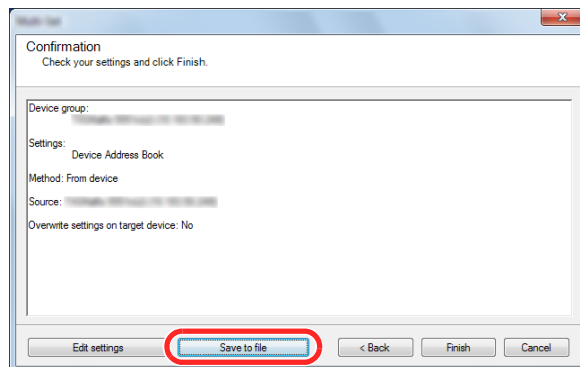 Confirmation
Check your settings and click Finish.
Device group:
Settings:
Device Address Book
Method: From device
Source:
Overwrite settings on target device: No
Edit settings
Save to file
< Back
Finish
Cancel